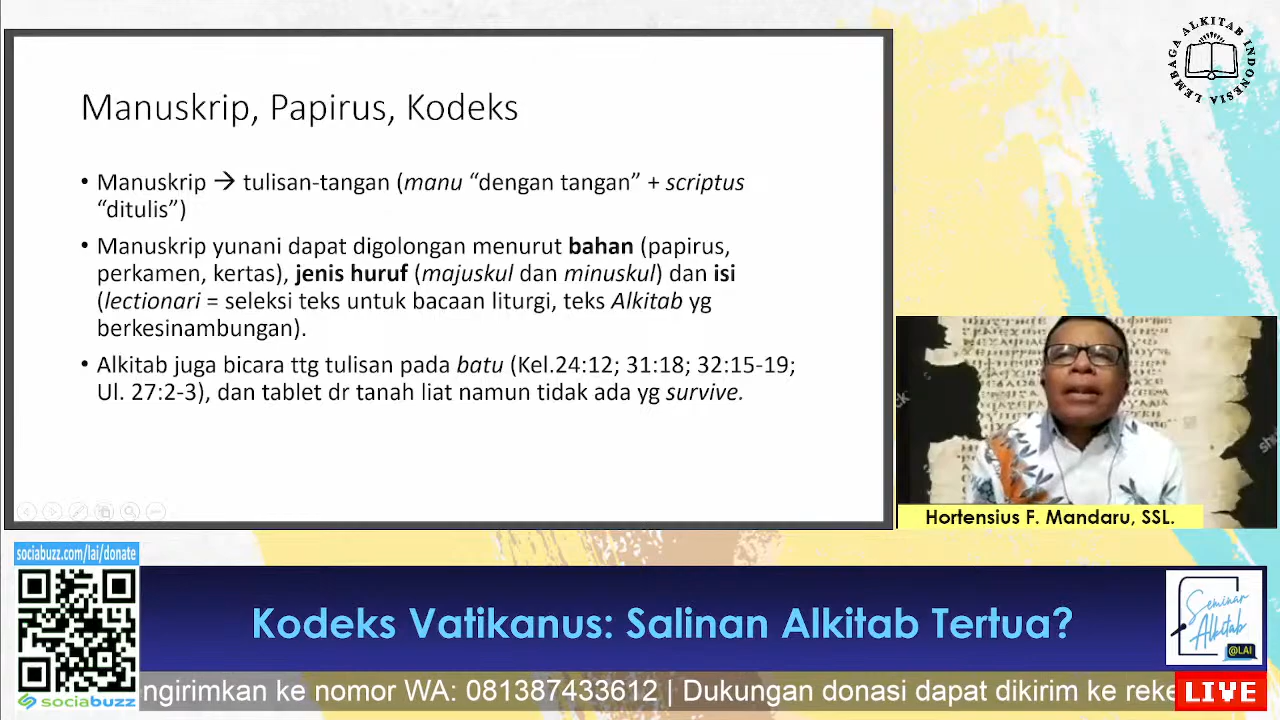 LEMBAGA ALKITAB INDONESIA
Manuskrip, Papirus, Kodeks
• Manuskrip → tulisan-tangan (manu “dengan tangan” + scriptus
“ditulis”)
• Manuskrip yunani dapat digolongan menurut bahan (papirus,
perkamen, kertas), jenis huruf (majuskul dan minuskul) dan isi
(lectionari = seleksi teks untuk bacaan liturgi, teks Alkitab yg
berkesinambungan).
• Alkitab juga bicara ttg tulisan pada batu (Kel.24:12; 31:18; 32:15-19;
Ul. 27:2-3), dan tablet dr tanah liat namun tidak ada yg survive.
Hortensius F. Mandaru, SSL.
sociabuzz.com/lai/donate
Kodeks Vatikanus: Salinan Alkitab Tertua?
Seminar
Alkitab
@LAI
sociabuzz
ngirimkan ke nomor WA: 081387433612 | Dukungan donasi dapat dikirim ke reke
LIVE